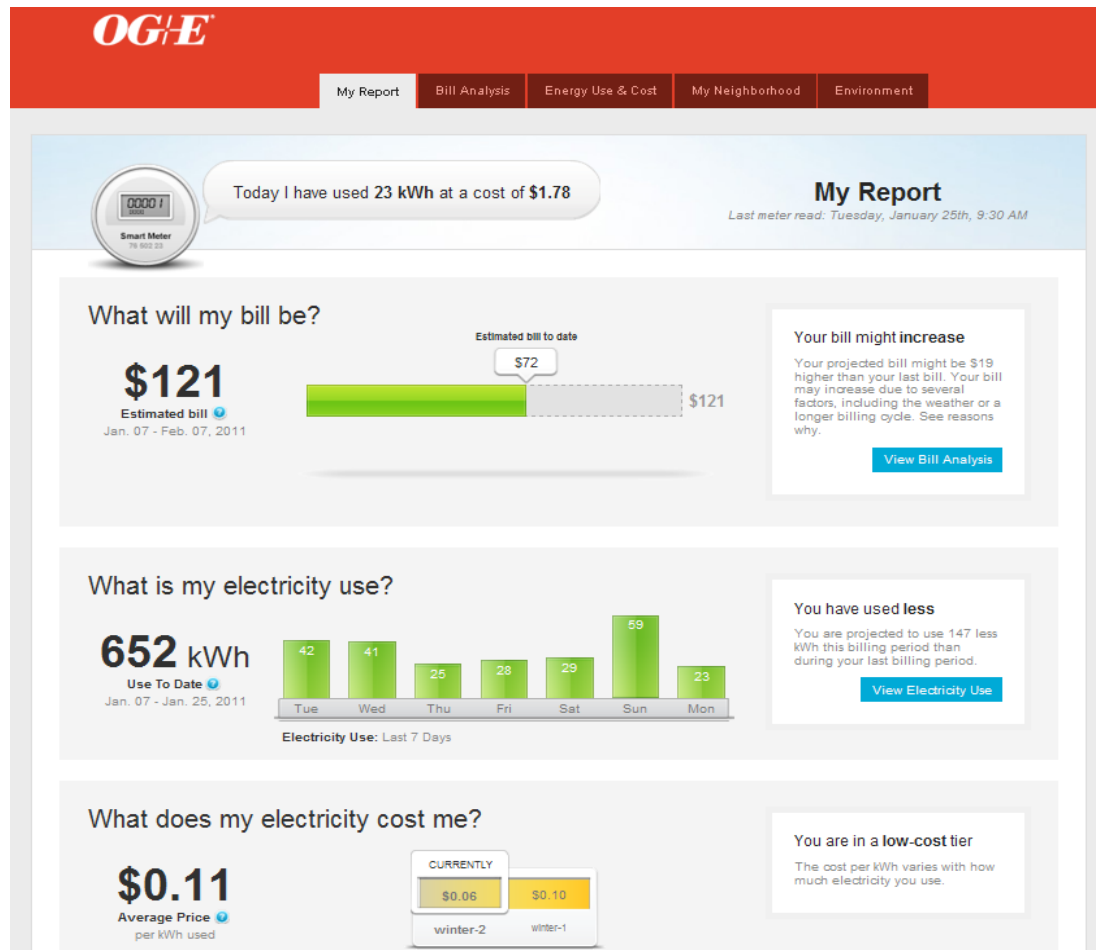 OG+E
My Report
Bill Analysis
Energy Use & Cost
My Neighborhood
Environment
00001
0000
Smart Meter
76 502 23
Today I have used 23 kWh at a cost of $1.78
My Report
Last meter read: Tuesday, January 25th, 9:30 AM
What will my bill be?
$121
Estimated bill
Jan. 07 - Feb. 07, 2011
Estimated bill to date
$72
$121
Your bill might increase
Your projected bill might be $19
higher than your last bill. Your bill
may increase due to several
factors, including the weather or a
longer billing cycle. See reasons
why.
View Bill Analysis
What is my electricity use?
652 kWh
Use To Date
Jan. 07 - Jan. 25, 2011
42
41
25
28
29
59
23
Tue
Wed
Thu
Fri
Sat
Sun
Mon
Electricity Use: Last 7 Days
You have used less
You are projected to use 147 less
kWh this billing period than
during your last billing period.
View Electricity Use
What does my electricity cost me?
$0.11
Average Price
per kWh used
CURRENTLY
$0.06
$0.10
winter-2
winter-1
You are in a low-cost tier
The cost per kWh varies with how
much electricity you use.